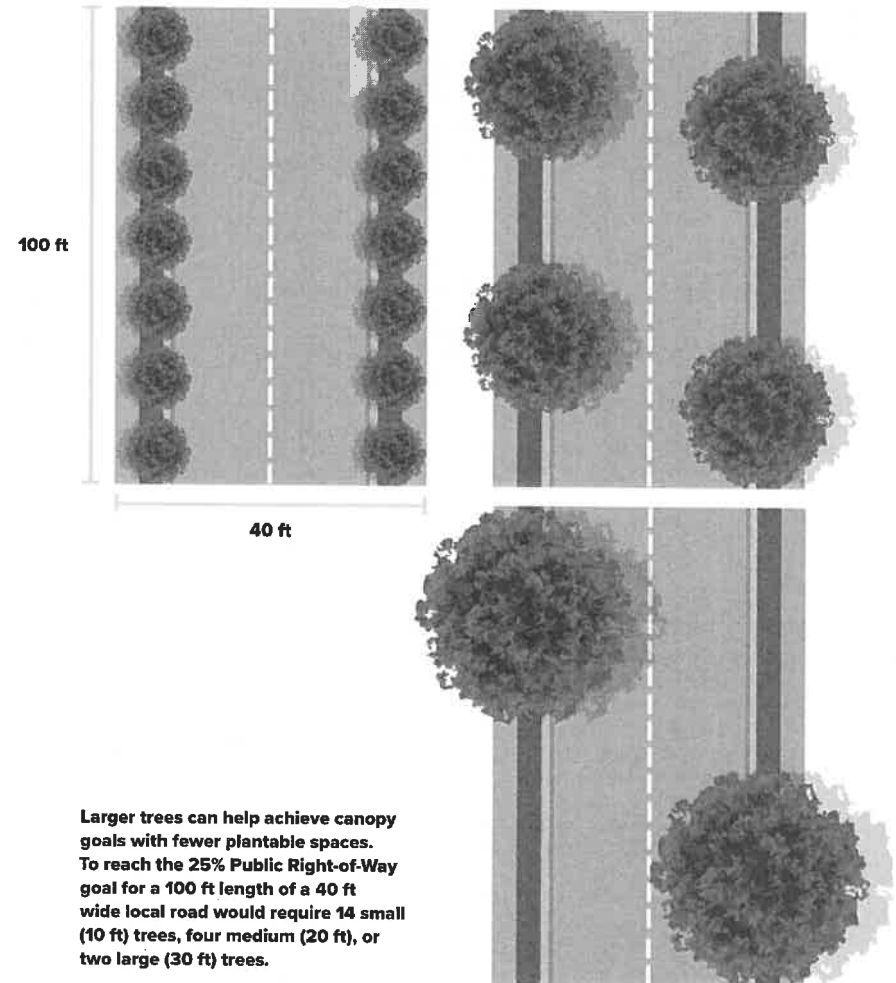 100 ft
40 ft
Larger trees can help achieve canopy
goals with fewer plantable spaces.
To reach the 25% Public Right-of-Way
goal for a 100 ft length of a 40 ft
wide local road would require 14 small
(10 ft) trees, four medium (20 ft), or
two large (30 ft) trees.